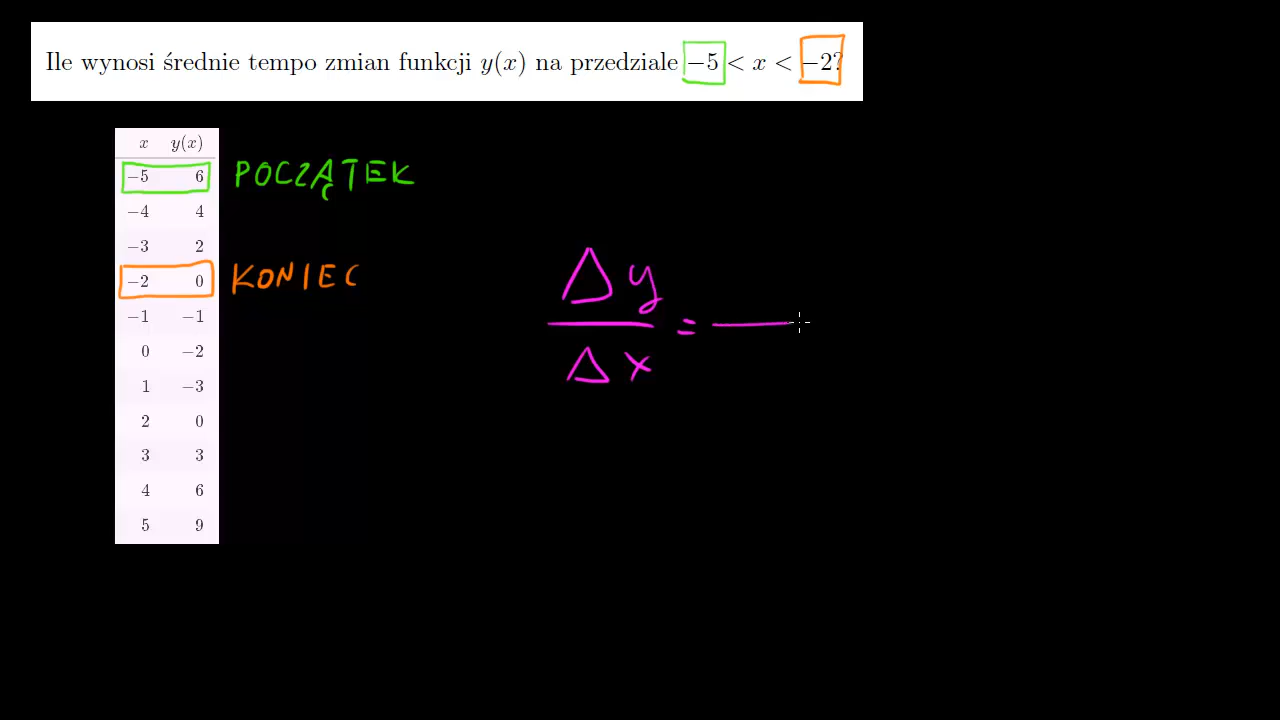 Ile wynosi średnie tempo zmian funkcji y(x) na przedziale −5 < x < −2?
x y(x)
−5 6 POCZĄTEK
−4 4
−3 2
−2 0 KONIEC
−1 −1
0 −2
1 −3
2 0
3 3
4 6
5 9
Δy
=
Δx